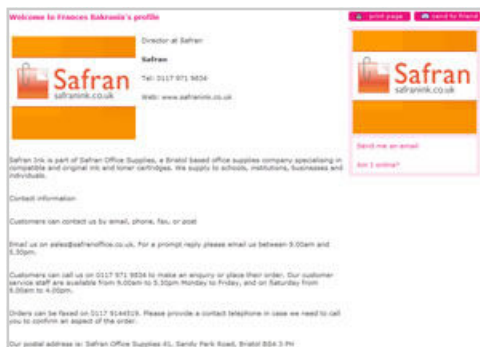 Welcome to Frances Bakrania's profile
print page
send to friend
Director at Safran
Safran
Safran
safranink.co.uk
Tel: 0117 971 9834
Web: www.safranink.co.uk
Safran
safranink.co.uk
Send me an email
Am I online?
Safran Ink is part of Safran Office Supplies, a Bristol based office supplies company specialising in
compatible and original ink and toner cartridges. We supply to schools, institutions, businesses and
individuals.
Contact information
Customers can contact us by email, phone, fax, or post
Email us on sales@safranoffice.co.uk. For a prompt reply please email us between 9.00am and
5.30pm.
Customers can call us on 0117 971 9834 to make an enquiry or place their order. Our customer
service staff are available from 9.00am to 5.30pm Monday to Friday, and on Saturday from
to 4.00pm.
Orders can be faxed on 0117 9144519. Please provide a contact telephone in case we need to call
you to confirm an aspect of the order.
Our postal address is: Safran Office Supplies 61, Sandy Park Road, Bristol BS4 3 PH